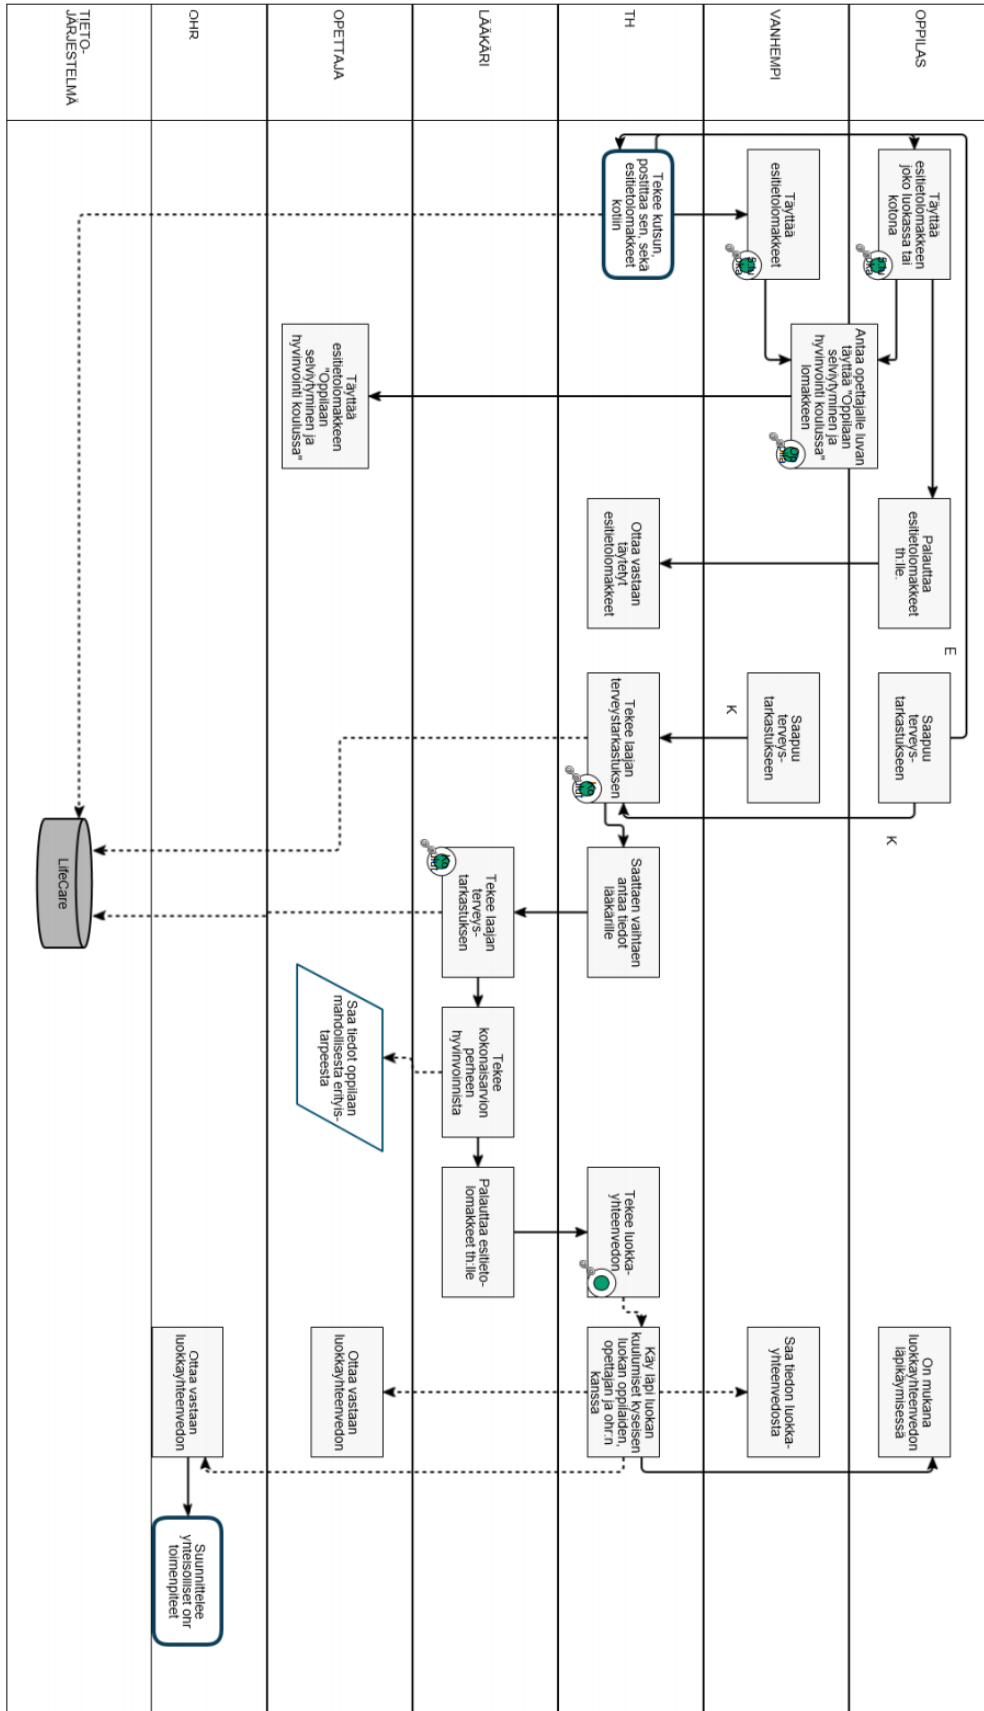 OPPILAS
Täyttää
esitietolomakkeen
joko luokassa tai
kotona
Palauttaa
esitietolomakkeet
th:lle.
E
Saapuu
terveys-
tarkastukseen
K
On mukana
luokkayhteenvedon
läpikäymisessä
VANHEMPI
Täyttää
esitietolomakkeet
Antaa opettajalle luvan
täyttää "Oppilaan
selviytyminen ja
hyvinvointi koulussa"
lomakkeen
Saapuu
terveys-
tarkastukseen
K
Saa tiedon luokka-
yhteenvedosta
TH
Tekee kutsun,
postittaa sen, sekä
esitietolomakkeet
kotiin
Ottaa vastaan
täytetyt
esitietolomakkeet
Tekee laajan
terveystarkastuksen
Saattaen vaihtaen
antaa tiedot
lääkärille
Tekee luokka-
yhteenvedon
Käy läpi luokan
kuulumiset kyseisen
luokan oppilaiden,
opettajan ja ohr:n
kanssa
LÄÄKÄRI
Tekee laajan
terveys-
tarkastuksen
Tekee
kokonaisarvion
perheen
hyvinvoinnista
Palauttaa esitieto-
lomakkeet th:lle
OPETTAJA
Täyttää
esitietolomakkeen
"Oppilaan
selviytyminen ja
hyvinvointi koulussa"
Saa tiedot oppilaan
mahdollisesta erityis-
tarpeesta
Ottaa vastaan
luokkayhteenvedon
OHR
Ottaa vastaan
luokkayhteenvedon
Suunnittelee
yhteisölliset ohr
toimenpiteet
TIETO-
JÄRJESTELMÄ
LifeCare